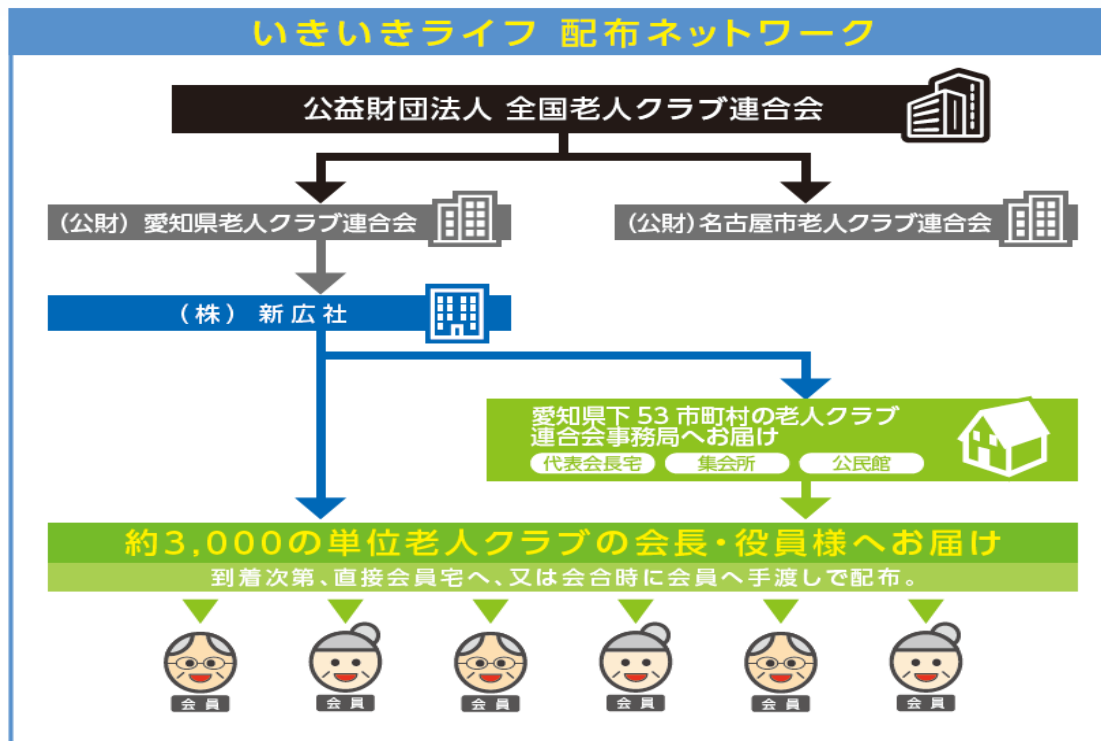 いきいきライフ 配布ネットワーク
公益財団法人 全国老人クラブ連合会
（公財）愛知県老人クラブ連合会
（公財）名古屋市老人クラブ連合会
（株） 新広社
愛知県下 53 市町村の老人クラブ
連合会事務局へお届け
代表会長宅 集会所 公民館
約3,000の単位老人クラブの会長・役員様へお届け
到着次第、直接会員宅へ、又は会合時に会員へ手渡しで配布。
会員 会員 会員 会員 会員 会員